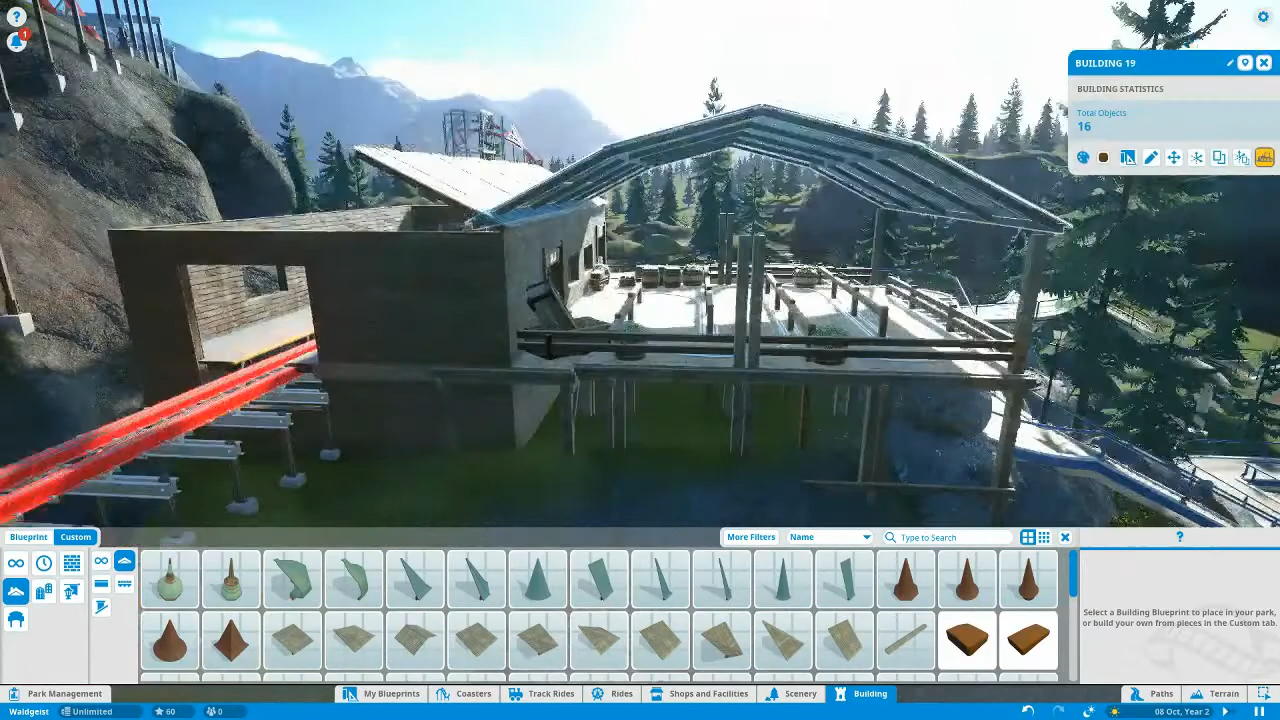 ?
1
BUILDING 19
BUILDING STATISTICS
Total Objects
16
Blueprint Custom More Filters Name Type to Search ?
Select a Building Blueprint to place in your park,
or build your own from pieces in the Custom tab.
Park Management My Blueprints Coasters Track Rides Rides Shops and Facilities Scenery Building Paths Terrain
Waldgeist Unlimited 60 0 08 Oct, Year 2